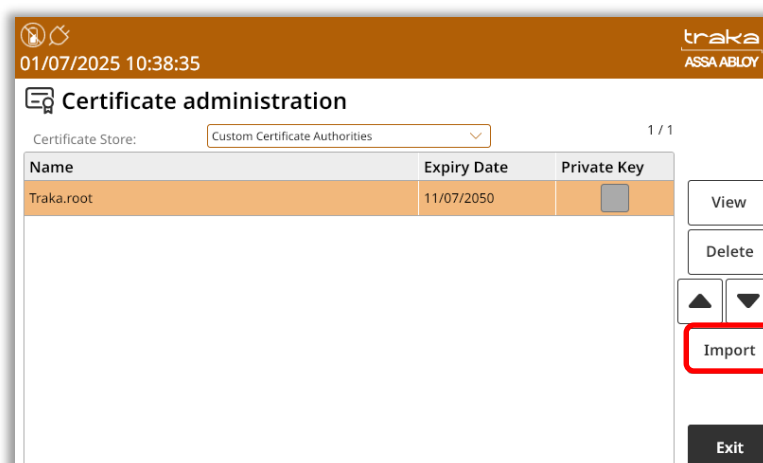 traka
01/07/2025 10:38:35
ASSA ABLOY
Certificate administration
Certificate Store:
Custom Certificate Authorities
1 / 1
Name Expiry Date Private Key
Traka.root 11/07/2050
View
Delete
Import
Exit